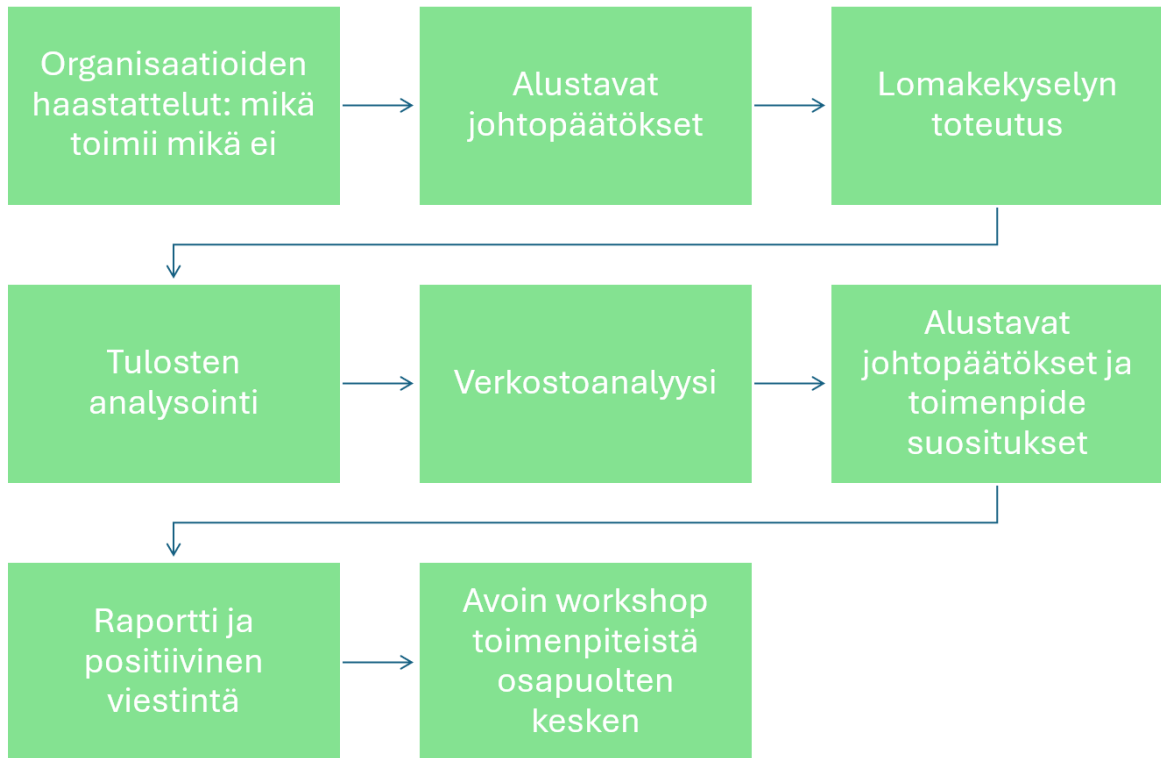 Organisaatioiden
haastattelut: mikä
toimii mikä ei
Alustavat
johtopäätökset
Lomakekyselyn
toteutus
Tulosten
analysointi
Verkostoanalyysi
Alustavat
johtopäätökset ja
toimenpide
suositukset
Raportti ja
positiivinen
viestintä
Avoin workshop
toimenpiteistä
osapuolten
kesken